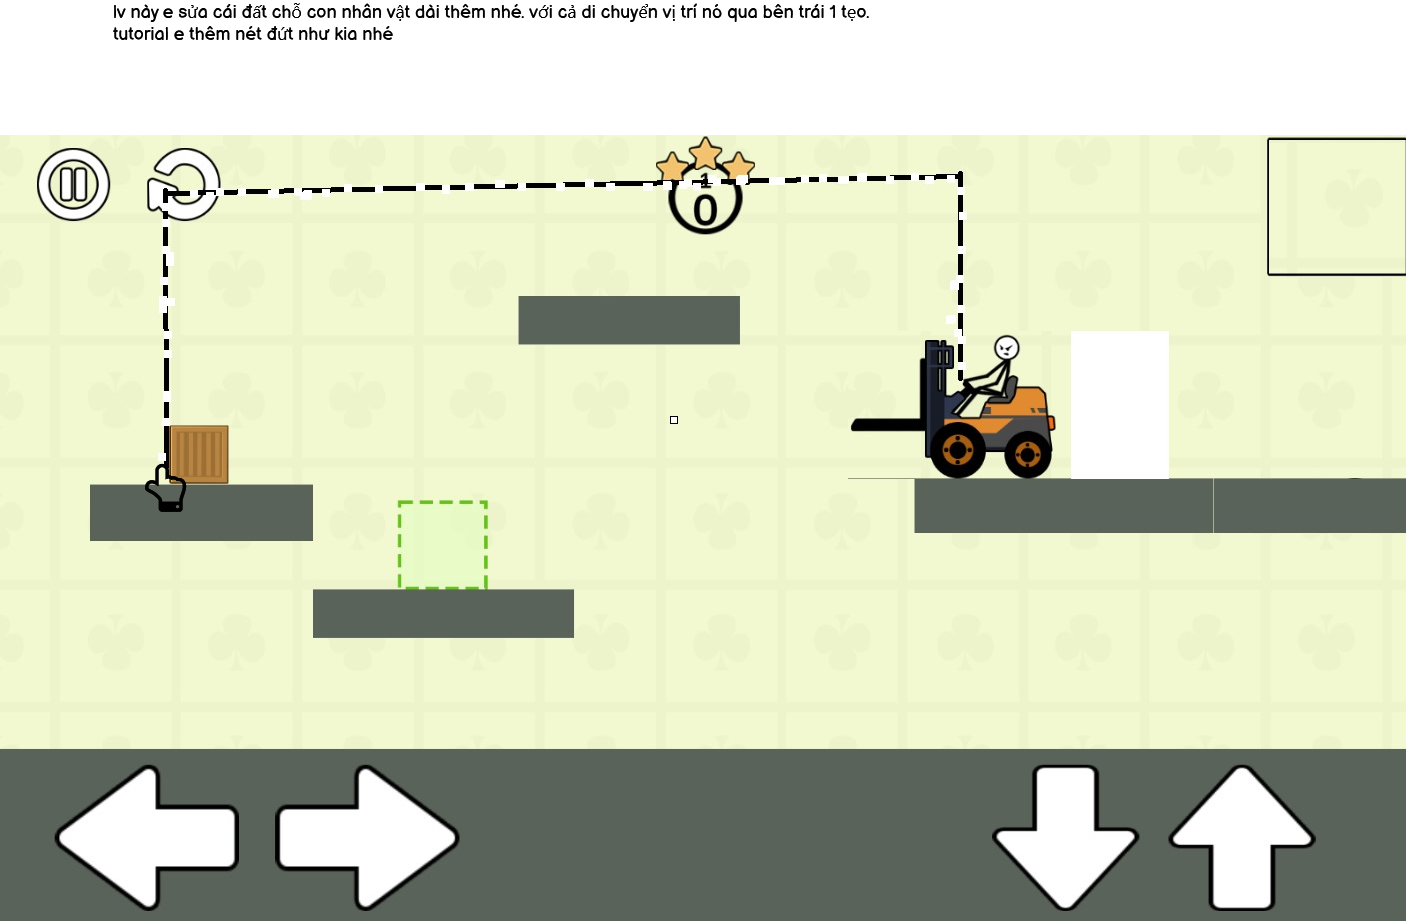 lv này e sửa cái đất chỗ con nhân vật dài thêm nhé. với cả di chuyển vị trí nó qua bên trái 1 tẹo.
tutorial e thêm nét đứt như kia nhé
1
0